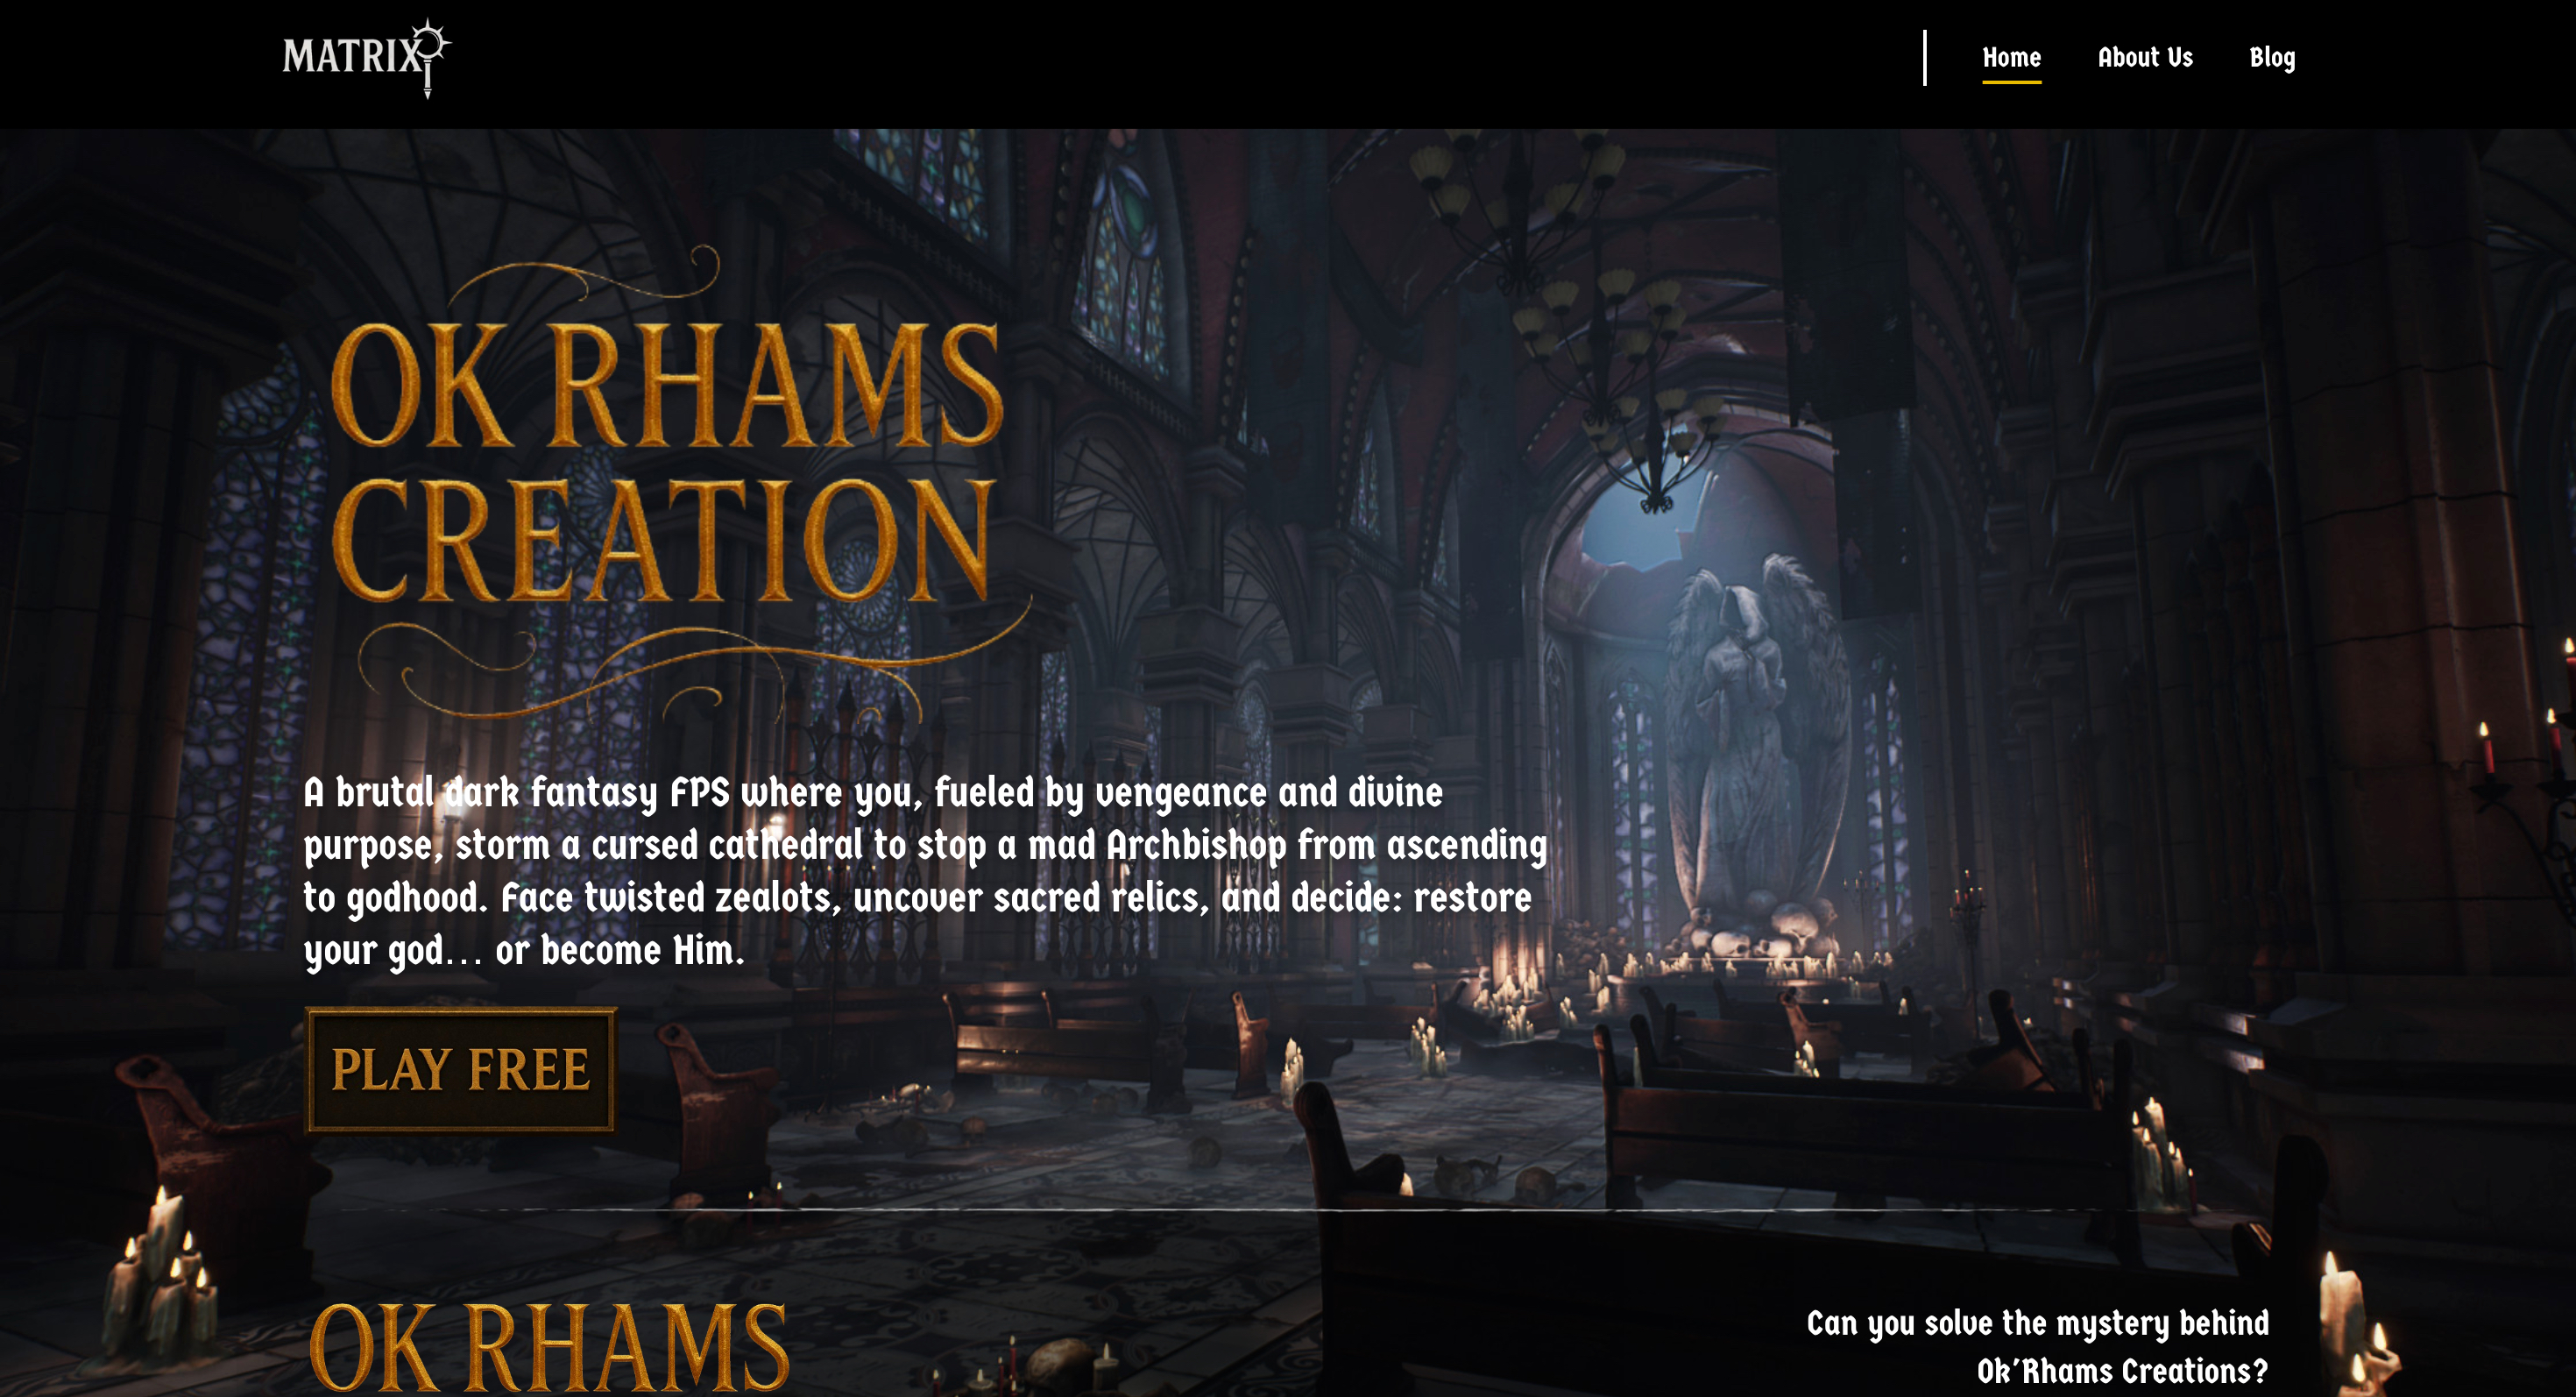 MATRIX
Home About Us Blog
OK RHAMS
CREATION
A brutal dark fantasy FPS where you, fueled by vengeance and divine
purpose, storm a cursed cathedral to stop a mad Archbishop from ascending
to godhood. Face twisted zealots, uncover sacred relics, and decide: restore
your god... or become Him.
PLAY FREE
OK RHAMS
Can you solve the mystery behind
Ok'Rhams Creations?